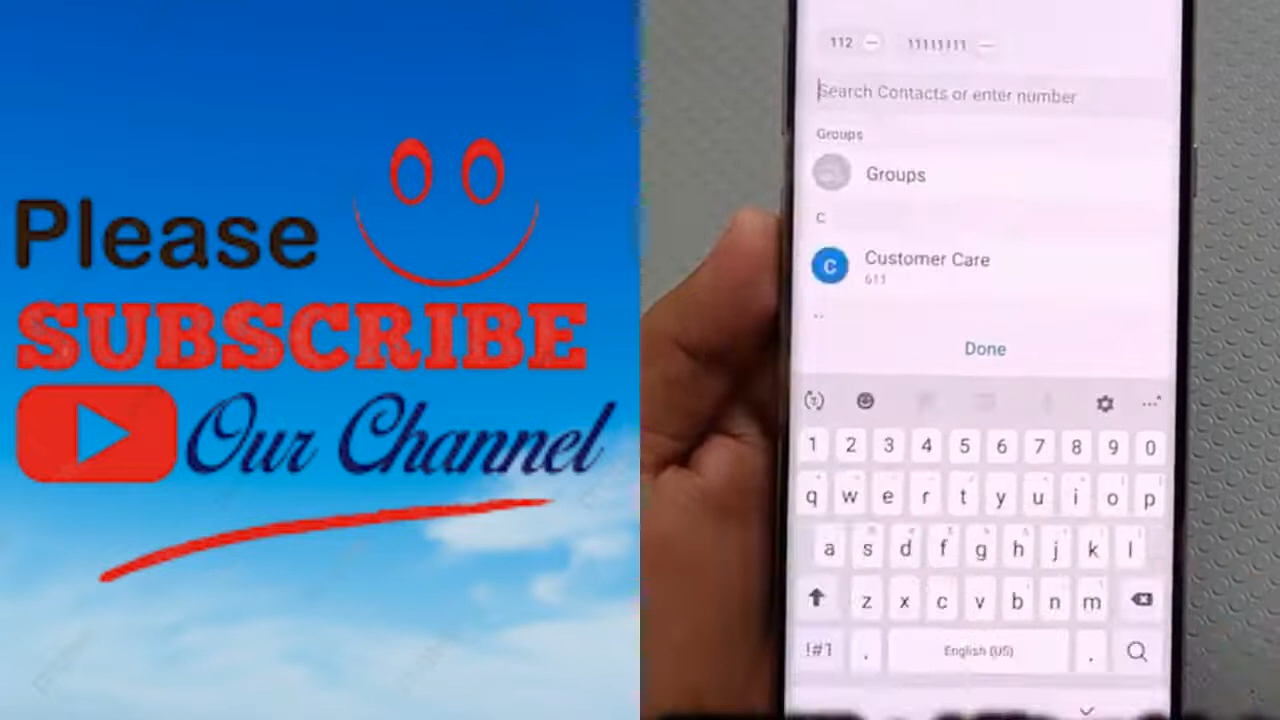 Please
SUBSCRIBE
Our Channel
112
11111111
Search Contacts or enter number
Groups
Groups
C
C
Customer Care
611
Done
1 2 3 4 5 6 7 8 9 0
q w e r t y u i o p
a s d f g h j k l
z x c v b n m
!#1 , English (US) .